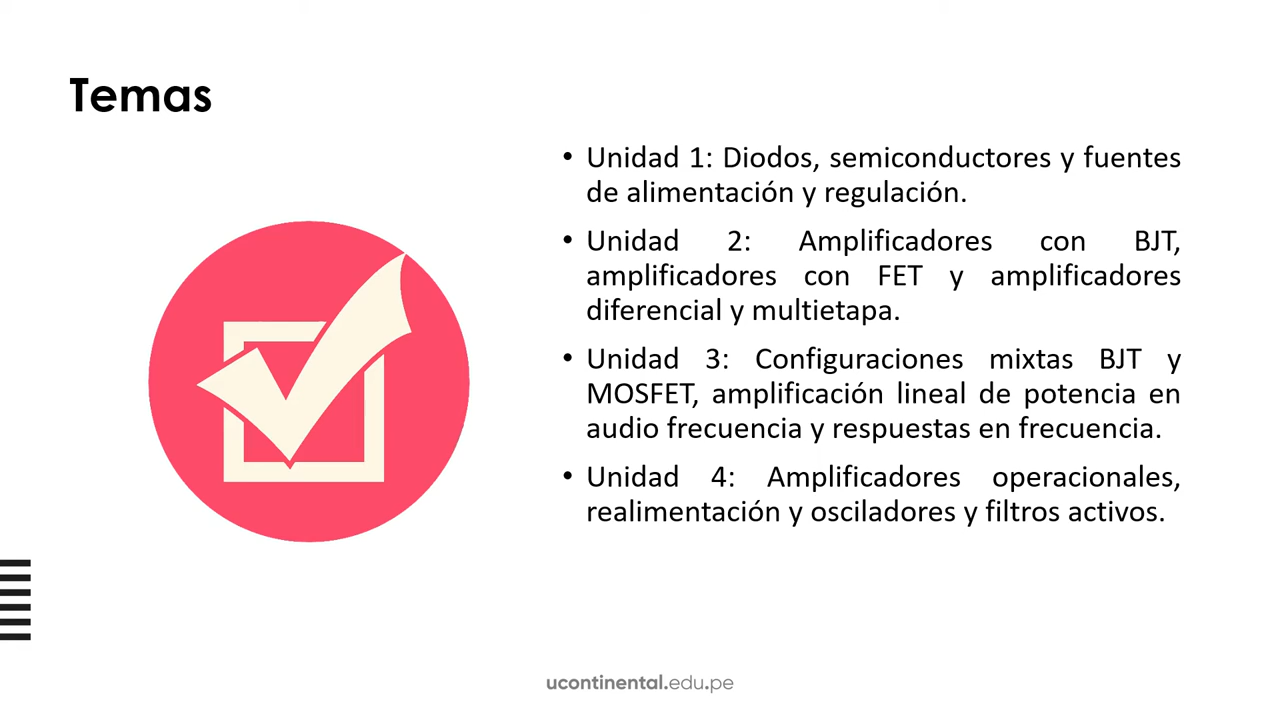 Temas
• Unidad 1: Diodos, semiconductores y fuentes
de alimentación y regulación.
• Unidad 2: Amplificadores con BJT,
amplificadores con FET y amplificadores
diferencial y multietapa.
• Unidad 3: Configuraciones mixtas BJT y
MOSFET, amplificación lineal de potencia en
audio frecuencia y respuestas en frecuencia.
• Unidad 4: Amplificadores operacionales,
realimentación y osciladores y filtros activos.
ucontinental.edu.pe